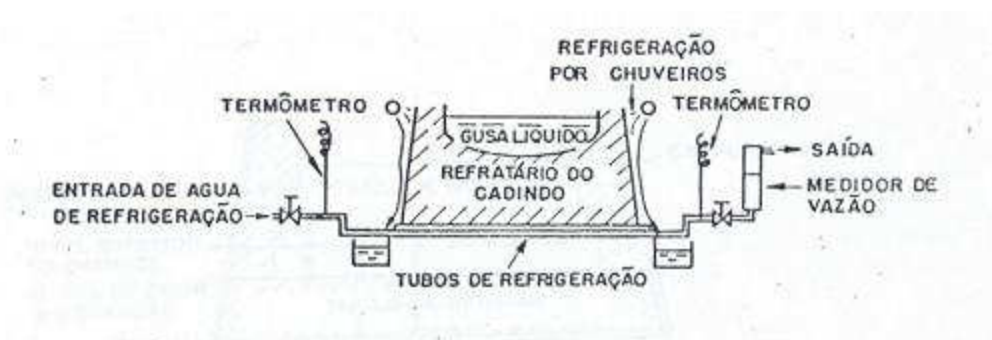 REFRIGERAÇÃO
POR CHUVEIROS
TERMÔMETRO
TERMÔMETRO
GUSA LÍQUIDO
SAÍDA
REFRATÁRIO DO
CADINDO
ENTRADA DE AGUA
DE REFRIGERAÇÃO
MEDIDOR DE
VAZÃO
TUBOS DE REFRIGERAÇÃO